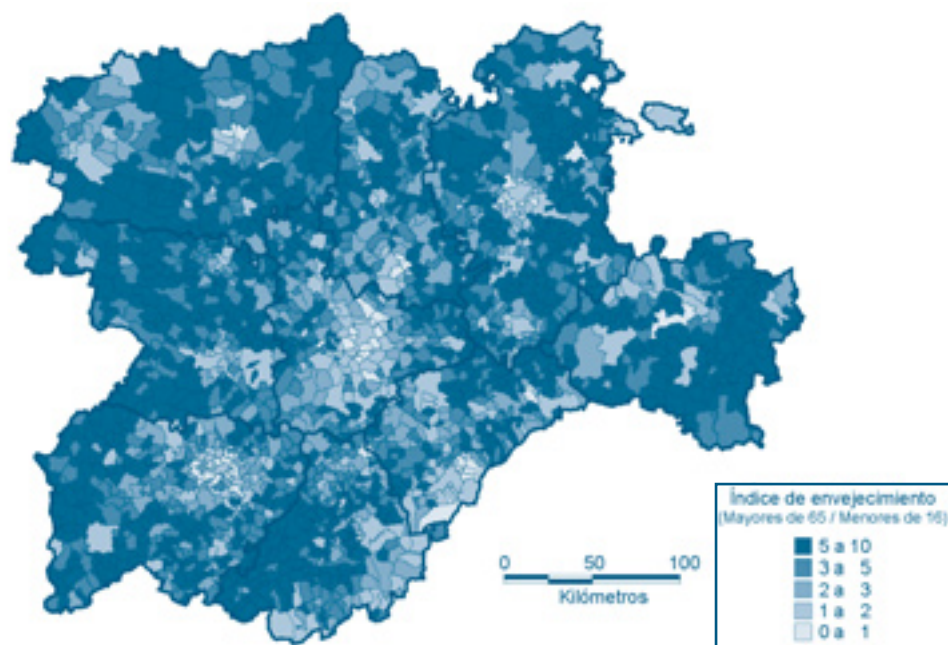 Índice de envejecimiento
(Mayores de 65 / Menores de 16)
5 a 10
3 a 5
2 a 3
1 a 2
0 a 1
0 50 100
Kilómetros